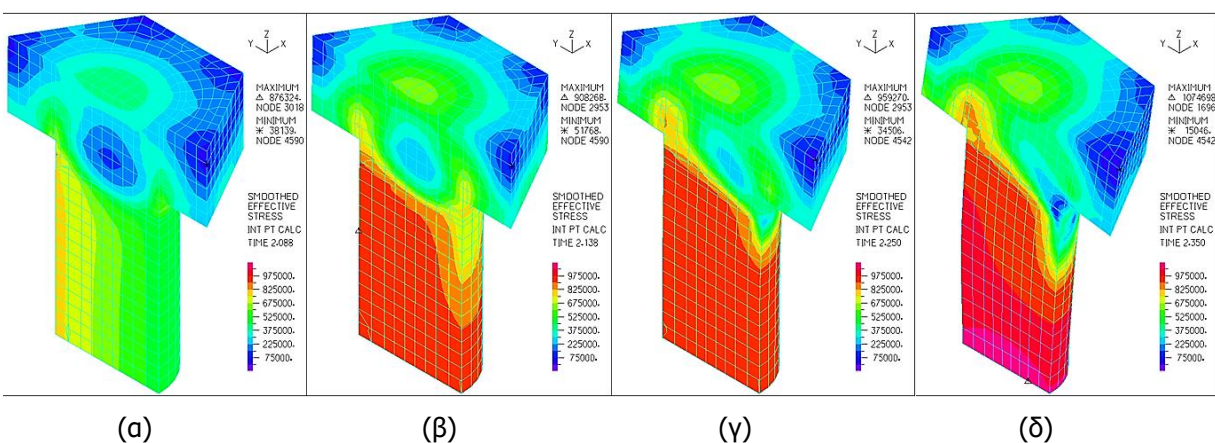 Z
Y X
MAXIMUM
△ 876324.
NODE 3018
MINIMUM
✳ 38139.
NODE 4590
SMOOTHED
EFFECTIVE
STRESS
INT PT CALC
TIME 2.088
975000.
825000.
675000.
525000.
375000.
225000.
75000.
(α)
Z
Y X
MAXIMUM
△ 908268.
NODE 2953
MINIMUM
✳ 51768.
NODE 4590
SMOOTHED
EFFECTIVE
STRESS
INT PT CALC
TIME 2.138
975000.
825000.
675000.
525000.
375000.
225000.
75000.
(β)
Z
Y X
MAXIMUM
△ 959270.
NODE 2953
MINIMUM
✳ 34506.
NODE 4542
SMOOTHED
EFFECTIVE
STRESS
INT PT CALC
TIME 2.250
975000.
825000.
675000.
525000.
375000.
225000.
75000.
(γ)
Z
Y X
MAXIMUM
△ 1074698
NODE 1696
MINIMUM
✳ 15046.
NODE 4542
SMOOTHED
EFFECTIVE
STRESS
INT PT CALC
TIME 2.350
975000.
825000.
675000.
525000.
375000.
225000.
75000.
(δ)